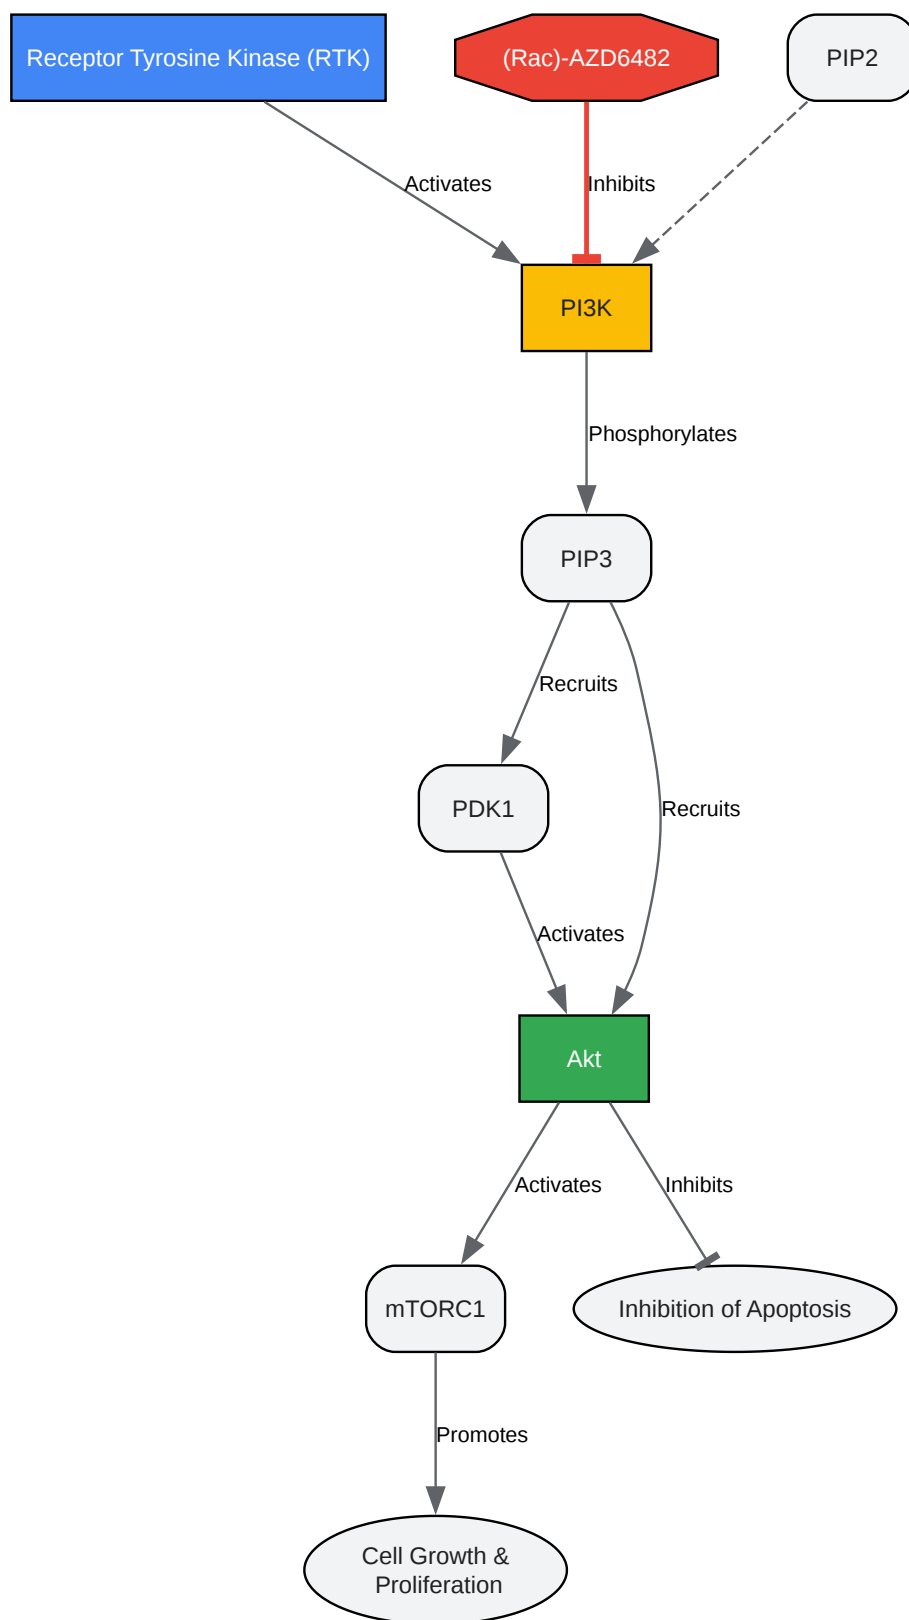 Receptor Tyrosine Kinase (RTK)
(Rac)-AZD6482
PIP2
Activates
Inhibits
PI3K
Phosphorylates
PIP3
Recruits
PDK1
Recruits
Activates
Akt
Activates
Inhibits
mTORC1
Inhibition of Apoptosis
Promotes
Cell Growth &
Proliferation